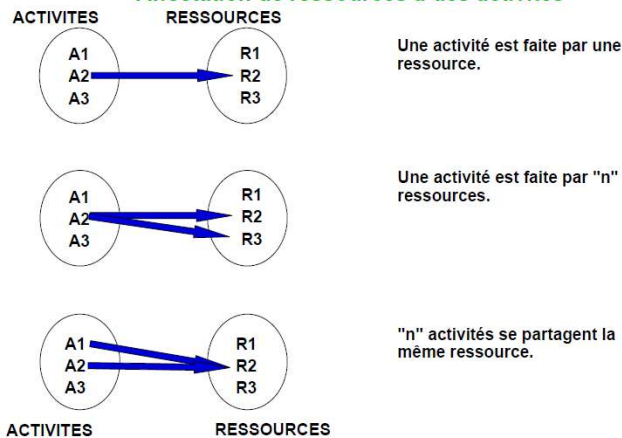 ACTIVITES RESSOURCES
A1
A2
A3
R1
R2
R3
Une activité est faite par une
ressource.
A1
A2
A3
R1
R2
R3
Une activité est faite par "n"
ressources.
A1
A2
A3
R1
R2
R3
"n" activités se partagent la
même ressource.
ACTIVITES RESSOURCES